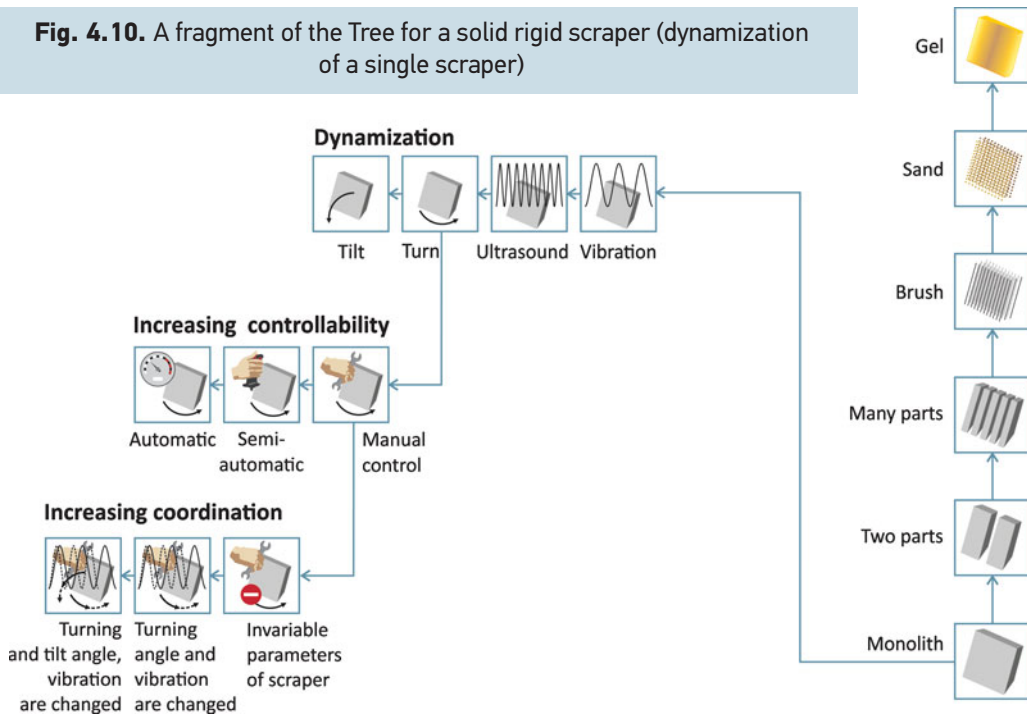 Fig. 4.10. A fragment of the Tree for a solid rigid scraper (dynamization
of a single scraper)
Gel
Sand
Brush
Many parts
Two parts
Monolith
Dynamization
Tilt
Turn
Ultrasound
Vibration
Increasing controllability
Automatic
Semi-
automatic
Manual
control
Increasing coordination
Turning
and tilt angle,
vibration
are changed
Turning
angle and
vibration
are changed
Invariable
parameters
of scraper